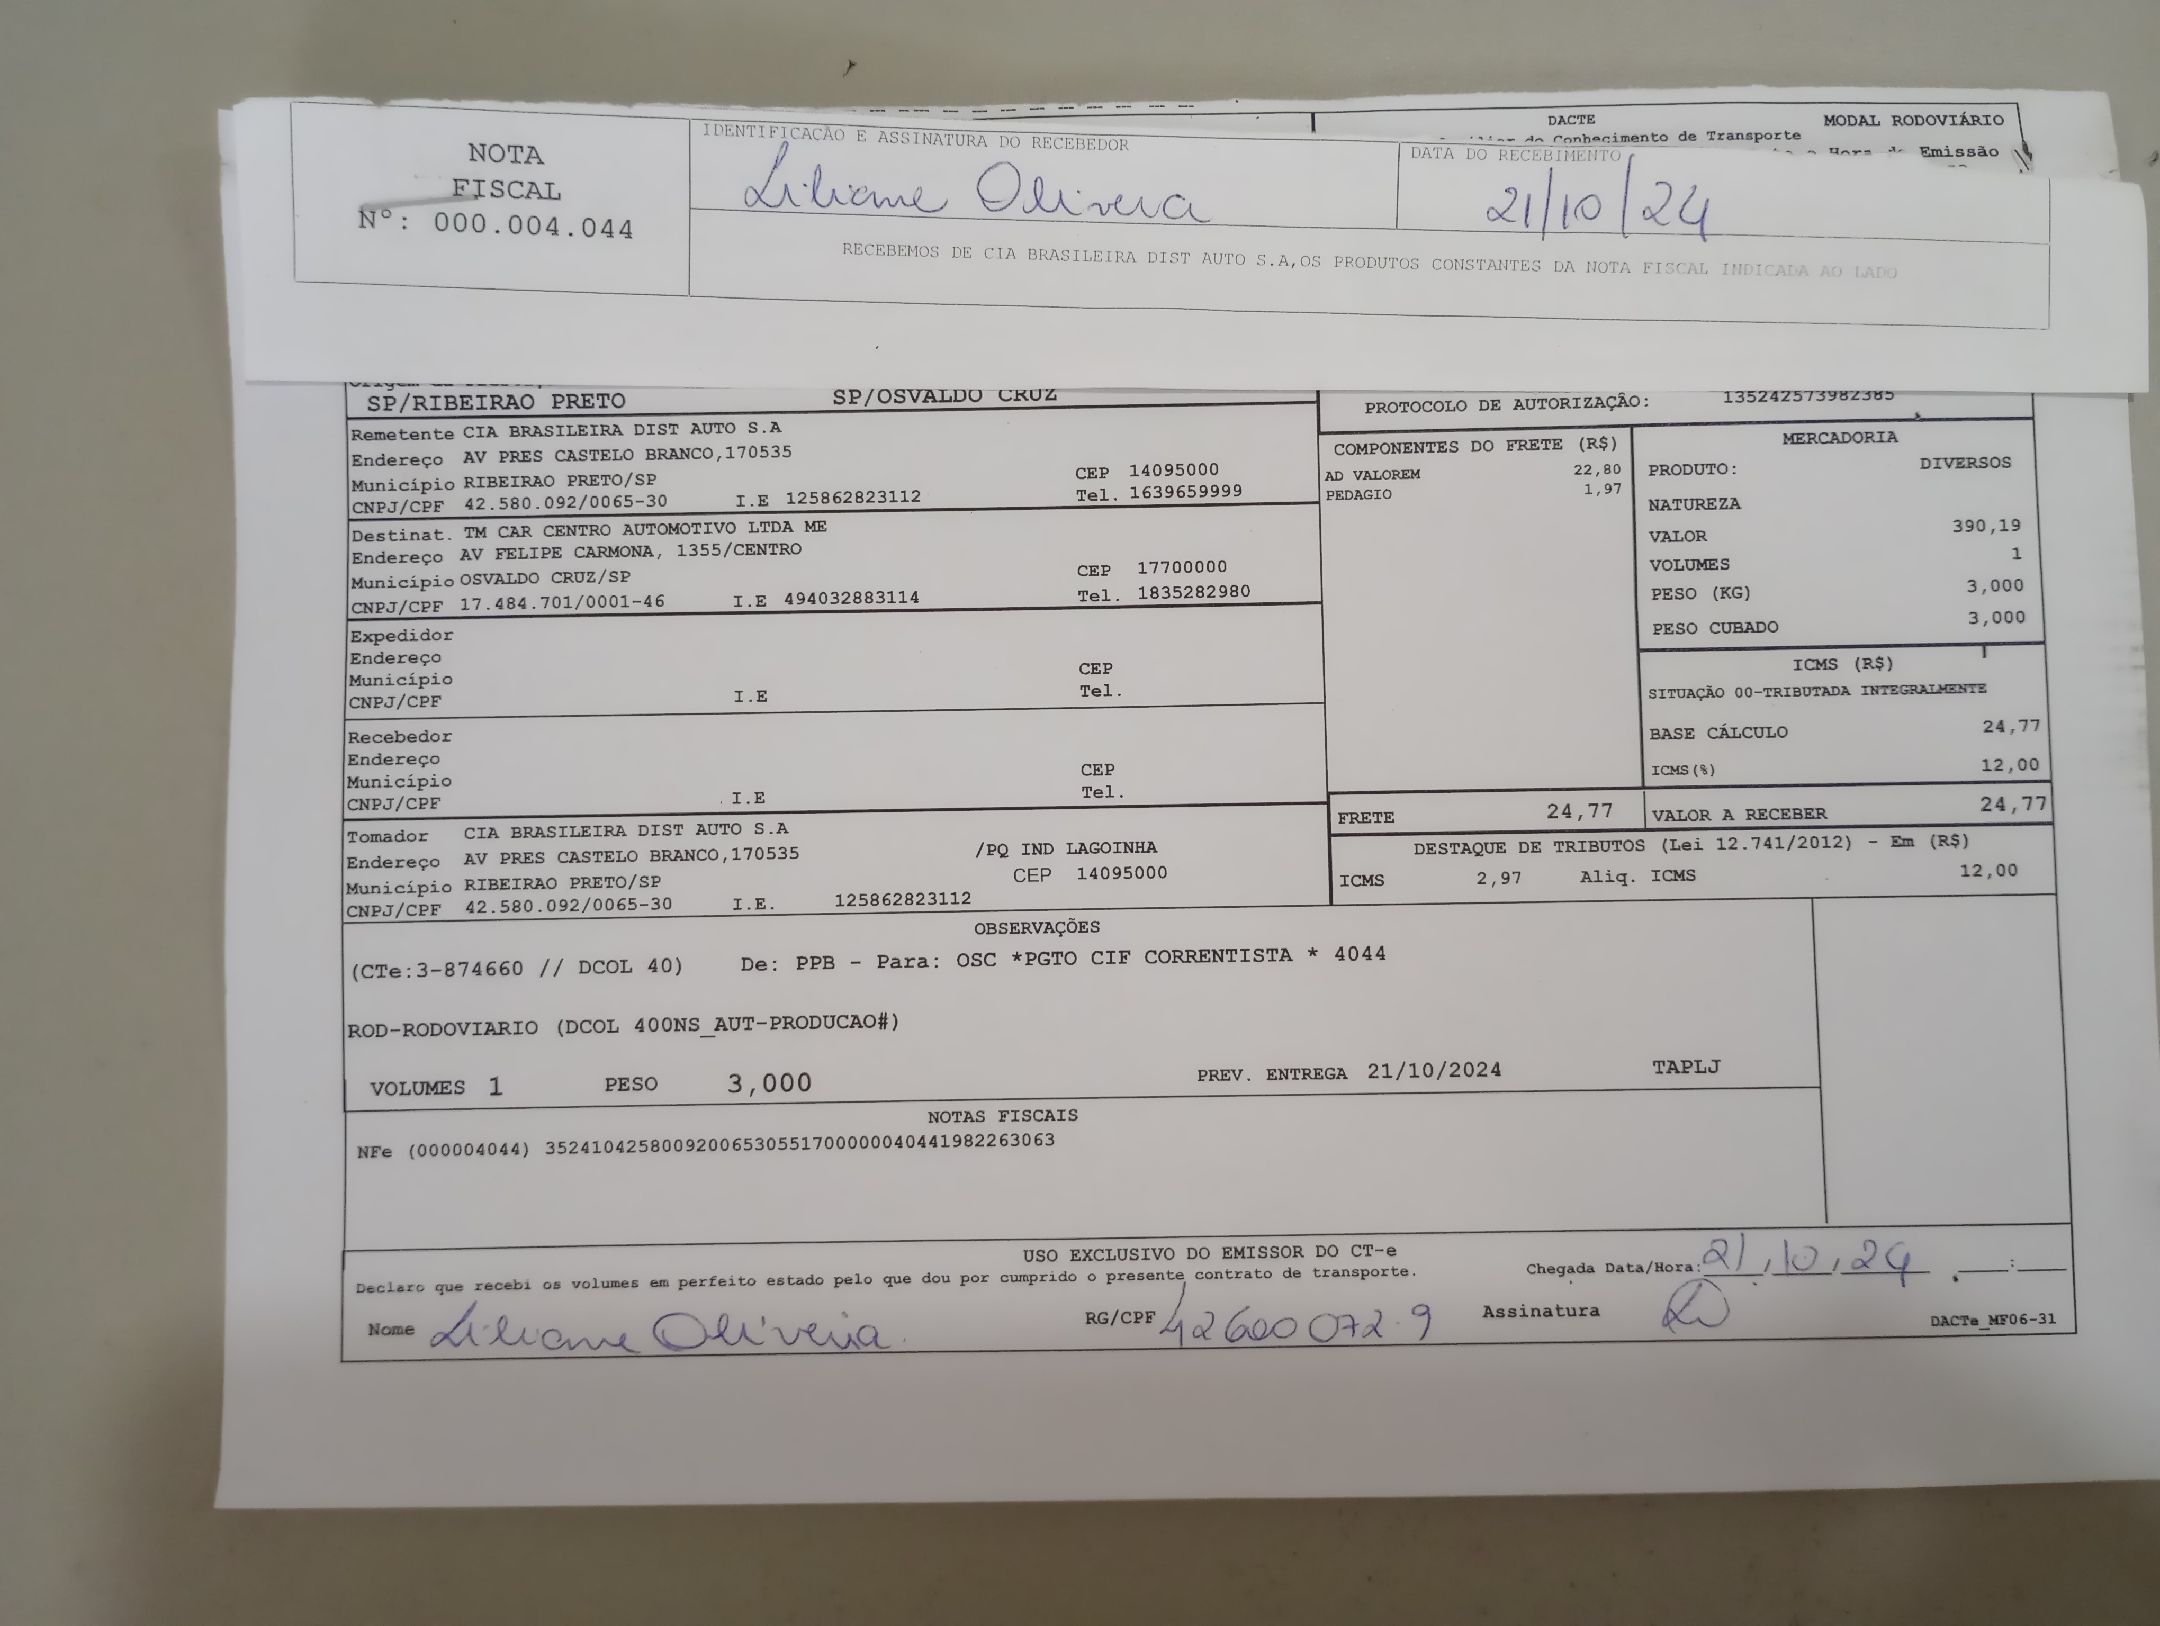 DACTE MODAL RODOVIÁRIO
Conhecimento de Transporte
Emissão
NOTA
FISCAL
Nº: 000.004.044
IDENTIFICACÃO E ASSINATURA DO RECEBEDOR
Liliane Oliveira
DATA DO RECEBIMENTO
21/10/24
RECEBEMOS DE CIA BRASILEIRA DIST AUTO S.A,OS PRODUTOS CONSTANTES DA NOTA FISCAL INDICADA AO LADO
SP/RIBEIRAO PRETO SP/OSVALDO CRUZ
PROTOCOLO DE AUTORIZAÇÃO: 135242573982385
Remetente CIA BRASILEIRA DIST AUTO S.A
Endereço AV PRES CASTELO BRANCO,170535
Município RIBEIRAO PRETO/SP CEP 14095000
CNPJ/CPF 42.580.092/0065-30 I.E 125862823112 Tel. 1639659999
Destinat. TM CAR CENTRO AUTOMOTIVO LTDA ME
Endereço AV FELIPE CARMONA, 1355/CENTRO
Município OSVALDO CRUZ/SP CEP 17700000
CNPJ/CPF 17.484.701/0001-46 I.E 494032883114 Tel. 1835282980
Expedidor
Endereço
Município CEP
CNPJ/CPF I.E Tel.
Recebedor
Endereço
Município CEP
CNPJ/CPF I.E Tel.
Tomador CIA BRASILEIRA DIST AUTO S.A
Endereço AV PRES CASTELO BRANCO,170535 /PQ IND LAGOINHA
Município RIBEIRAO PRETO/SP CEP 14095000
CNPJ/CPF 42.580.092/0065-30 I.E. 125862823112
COMPONENTES DO FRETE (R$)
AD VALOREM 22,80
PEDAGIO 1,97
MERCADORIA
PRODUTO: DIVERSOS
NATUREZA
VALOR 390,19
VOLUMES 1
PESO (KG) 3,000
PESO CUBADO 3,000
ICMS (R$)
SITUAÇÃO 00-TRIBUTADA INTEGRALMENTE
BASE CÁLCULO 24,77
ICMS(%) 12,00
FRETE 24,77 VALOR A RECEBER 24,77
DESTAQUE DE TRIBUTOS (Lei 12.741/2012) - Em (R$)
ICMS 2,97 Aliq. ICMS 12,00
OBSERVAÇÕES
(CTe:3-874660 // DCOL 40) De: PPB - Para: OSC *PGTO CIF CORRENTISTA * 4044
ROD-RODOVIARIO (DCOL 400NS_AUT-PRODUCAO#)
VOLUMES 1 PESO 3,000 PREV. ENTREGA 21/10/2024 TAPLJ
NOTAS FISCAIS
NFe (000004044) 35241042580092006530551700000040441982263063
USO EXCLUSIVO DO EMISSOR DO CT-e
Declaro que recebi os volumes em perfeito estado pelo que dou por cumprido o presente contrato de transporte. Chegada Data/Hora: 21/10/24 :
Nome Liliane Oliveira RG/CPF 42600072-9 Assinatura DACTe_MF06-31